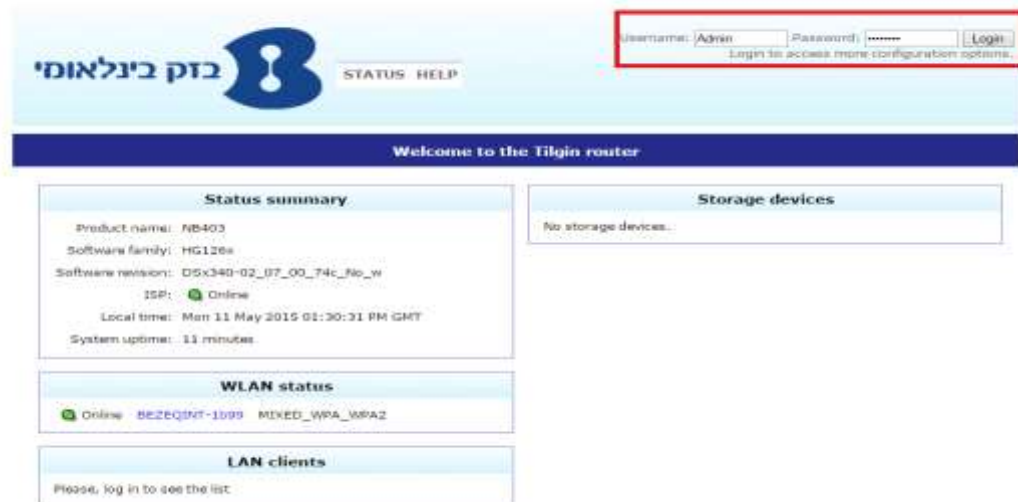 Username: Admin Password: •••••••• Login
Login to access more configuration options.
בזק בינלאומי
STATUS HELP
Welcome to the Tilgin router
Status summary
Product name: NB403
Software family: HG126x
Software revision: DSx340-02_07_00_74c_No_w
ISP: Online
Local time: Mon 11 May 2015 01:30:31 PM GMT
System uptime: 11 minutes
WLAN status
Online BEZEQINT-1b99 MIXED_WPA_WPA2
LAN clients
Please, log in to see the list
Storage devices
No storage devices.